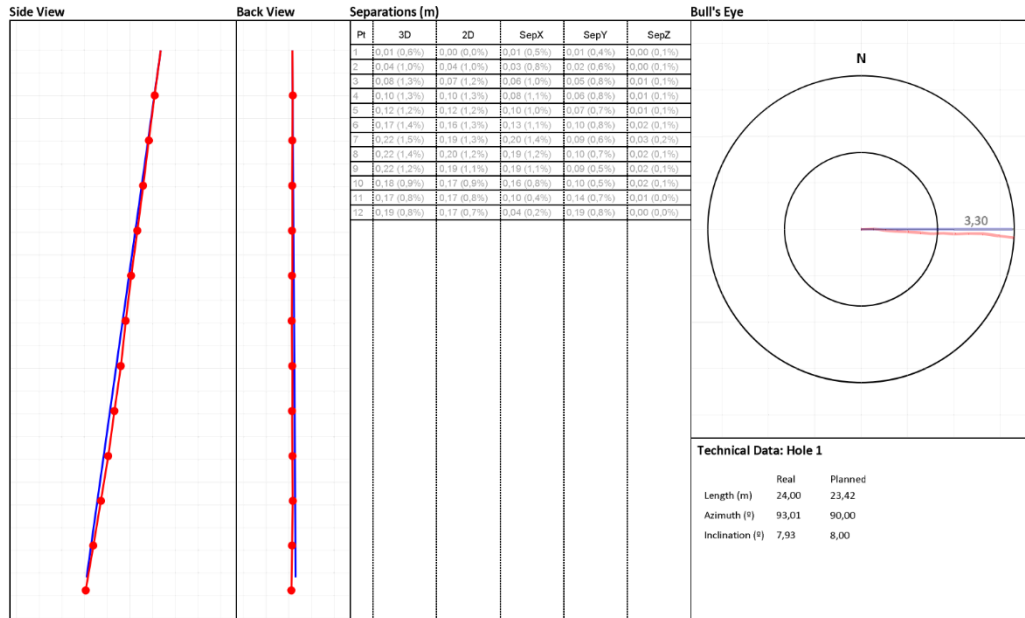 Side View
Back View
Separations (m)
Bull's Eye
Pt 3D 2D SepX SepY SepZ
1 0,01 (0,6%) 0,00 (0,0%) 0,01 (0,5%) 0,01 (0,4%) 0,00 (0,1%)
2 0,04 (1,0%) 0,04 (1,0%) 0,03 (0,8%) 0,02 (0,6%) 0,00 (0,1%)
3 0,08 (1,3%) 0,07 (1,2%) 0,06 (1,0%) 0,05 (0,8%) 0,01 (0,1%)
4 0,10 (1,3%) 0,10 (1,3%) 0,08 (1,1%) 0,06 (0,8%) 0,01 (0,1%)
5 0,12 (1,2%) 0,12 (1,2%) 0,10 (1,0%) 0,07 (0,7%) 0,01 (0,1%)
6 0,17 (1,4%) 0,16 (1,3%) 0,13 (1,1%) 0,10 (0,8%) 0,02 (0,1%)
7 0,22 (1,5%) 0,19 (1,3%) 0,20 (1,4%) 0,09 (0,6%) 0,03 (0,2%)
8 0,22 (1,4%) 0,20 (1,2%) 0,19 (1,2%) 0,10 (0,7%) 0,02 (0,1%)
9 0,22 (1,2%) 0,19 (1,1%) 0,19 (1,1%) 0,09 (0,5%) 0,02 (0,1%)
10 0,18 (0,9%) 0,17 (0,9%) 0,16 (0,8%) 0,10 (0,5%) 0,02 (0,1%)
11 0,17 (0,8%) 0,17 (0,8%) 0,10 (0,4%) 0,14 (0,7%) 0,01 (0,0%)
12 0,19 (0,8%) 0,17 (0,7%) 0,04 (0,2%) 0,19 (0,8%) 0,00 (0,0%)
N
3,30
Technical Data: Hole 1
Real Planned
Length (m) 24,00 23,42
Azimuth (º) 93,01 90,00
Inclination (º) 7,93 8,00